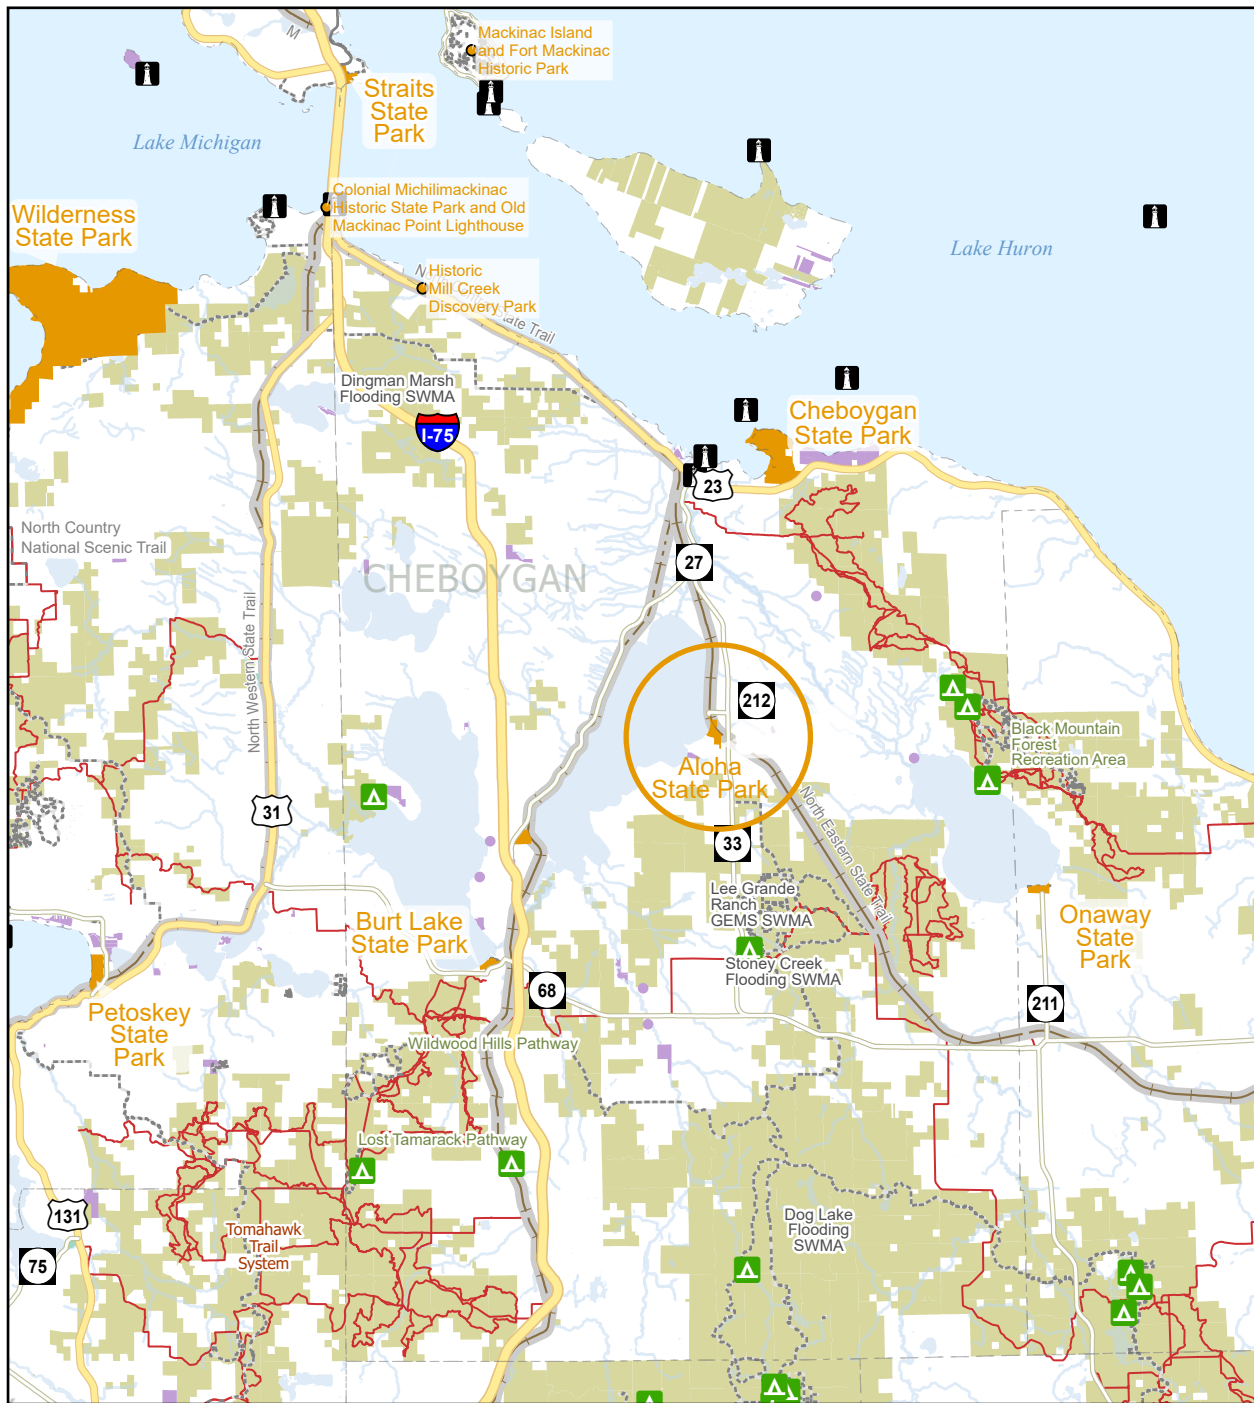 M
Mackinac Island
and Fort Mackinac
Historic Park
Straits
State
Park
Lake Michigan
Colonial Michilimackinac
Historic State Park and Old
Mackinac Point Lighthouse
Wilderness
State Park
Lake Huron
Historic
Mill Creek
Discovery Park
State Trail
Dingman Marsh
Flooding SWMA
I-75
Cheboygan
State Park
23
North Country
National Scenic Trail
27
CHEBOYGAN
North Western State Trail
212
Black Mountain
Forest
Recreation Area
Aloha
State Park
31
33
North Eastern State Trail
Lee Grande
Ranch
GEMS SWMA
Burt Lake
State Park
Onaway
State
Park
Stoney Creek
Flooding SWMA
68
211
Petoskey
State
Park
Wildwood Hills Pathway
Lost Tamarack Pathway
131
Tomahawk
Trail
System
Dog Lake
Flooding
SWMA
75